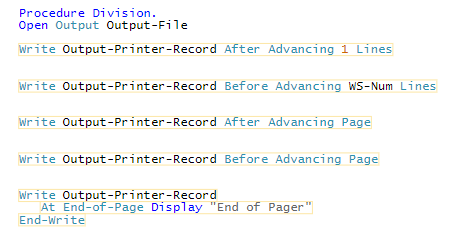 Procedure Division.
Open Output Output-File
Write Output-Printer-Record After Advancing 1 Lines
Write Output-Printer-Record Before Advancing WS-Num Lines
Write Output-Printer-Record After Advancing Page
Write Output-Printer-Record Before Advancing Page
Write Output-Printer-Record
At End-of-Page Display "End of Pager"
End-Write